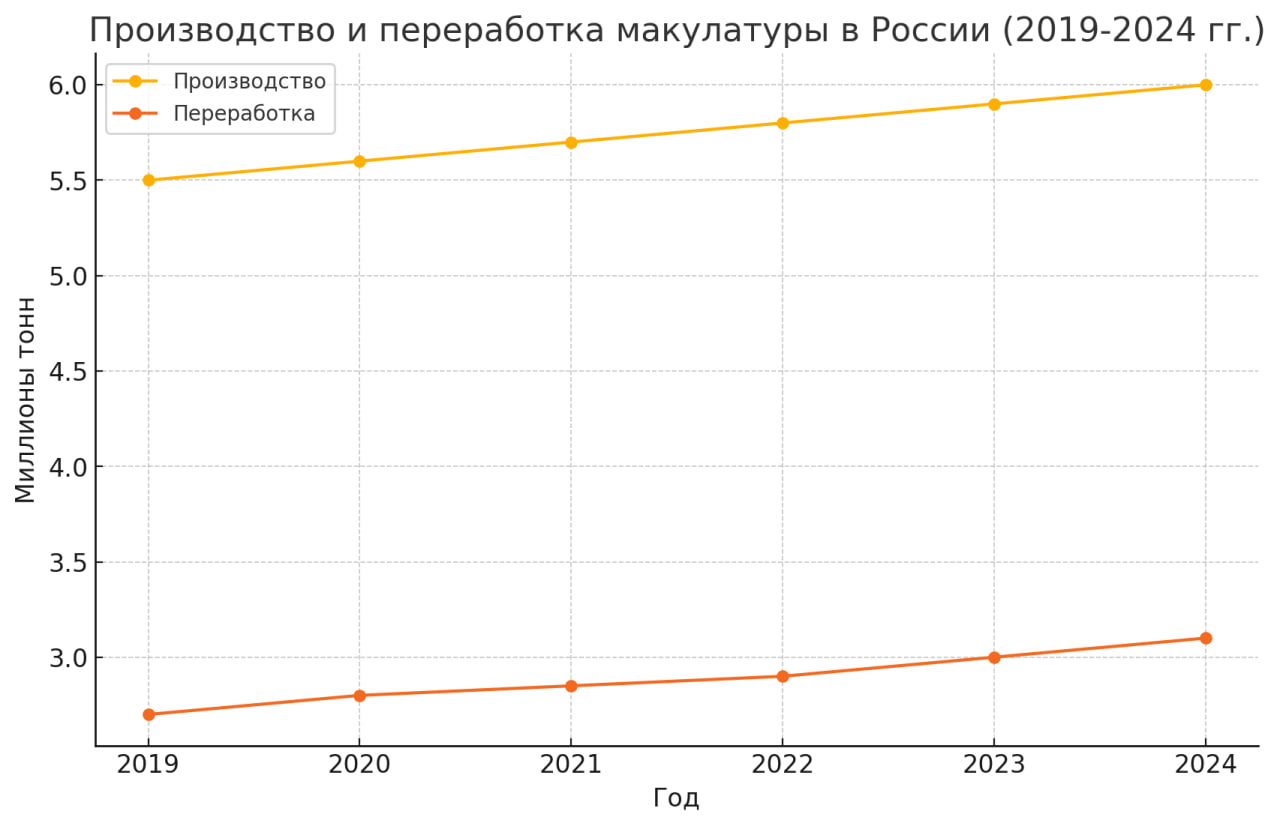 Производство и переработка макулатуры в России (2019-2024 гг.)
Производство
Переработка
6.0
5.5
5.0
4.5
4.0
3.5
3.0
Миллионы тонн
2019 2020 2021 2022 2023 2024
Год